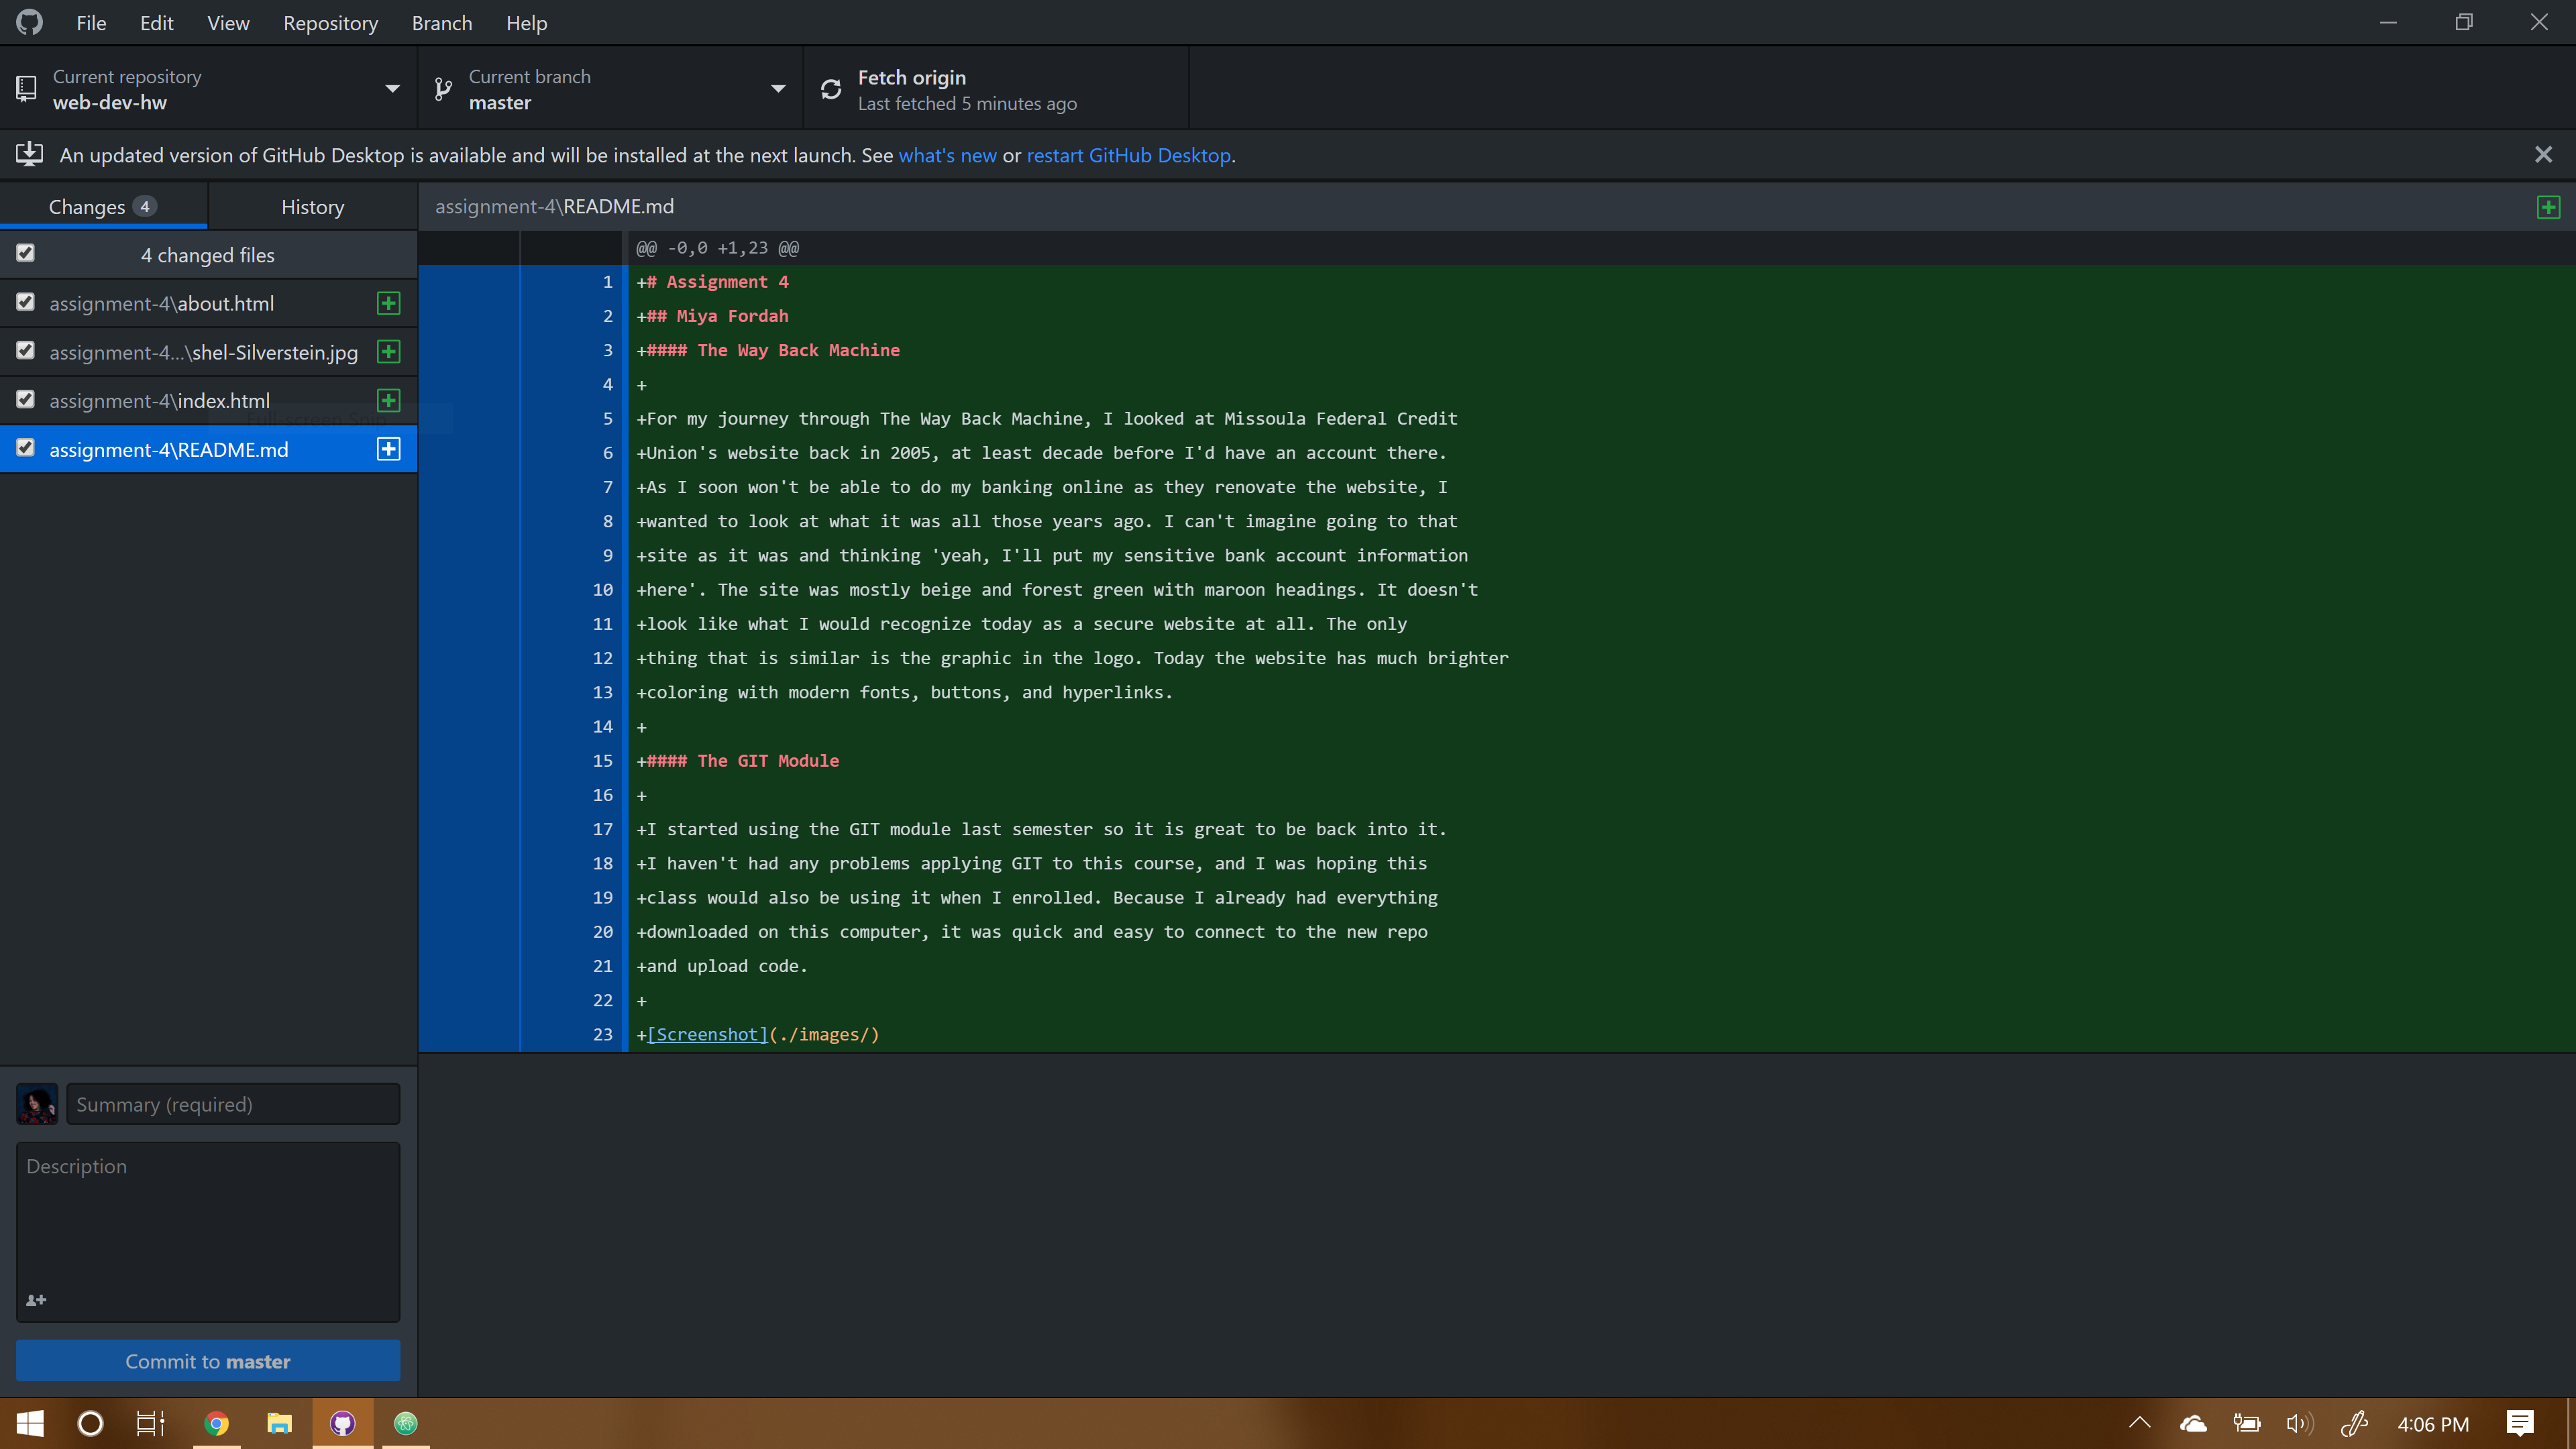 File Edit View Repository Branch Help
Current repository
web-dev-hw
Current branch
master
Fetch origin
Last fetched 5 minutes ago
An updated version of GitHub Desktop is available and will be installed at the next launch. See what's new or restart GitHub Desktop.
Changes 4
History
4 changed files
assignment-4\about.html
assignment-4...\shel-Silverstein.jpg
assignment-4\index.html
assignment-4\README.md
assignment-4\README.md
@@ -0,0 +1,23 @@
1 +# Assignment 4
2 +## Miya Fordah
3 +#### The Way Back Machine
4 +
5 +For my journey through The Way Back Machine, I looked at Missoula Federal Credit
6 +Union's website back in 2005, at least decade before I'd have an account there.
7 +As I soon won't be able to do my banking online as they renovate the website, I
8 +wanted to look at what it was all those years ago. I can't imagine going to that
9 +site as it was and thinking 'yeah, I'll put my sensitive bank account information
10 +here'. The site was mostly beige and forest green with maroon headings. It doesn't
11 +look like what I would recognize today as a secure website at all. The only
12 +thing that is similar is the graphic in the logo. Today the website has much brighter
13 +coloring with modern fonts, buttons, and hyperlinks.
14 +
15 +#### The GIT Module
16 +
17 +I started using the GIT module last semester so it is great to be back into it.
18 +I haven't had any problems applying GIT to this course, and I was hoping this
19 +class would also be using it when I enrolled. Because I already had everything
20 +downloaded on this computer, it was quick and easy to connect to the new repo
21 +and upload code.
22 +
23 +[Screenshot](./images/)
Summary (required)
Description
Commit to master
4:06 PM